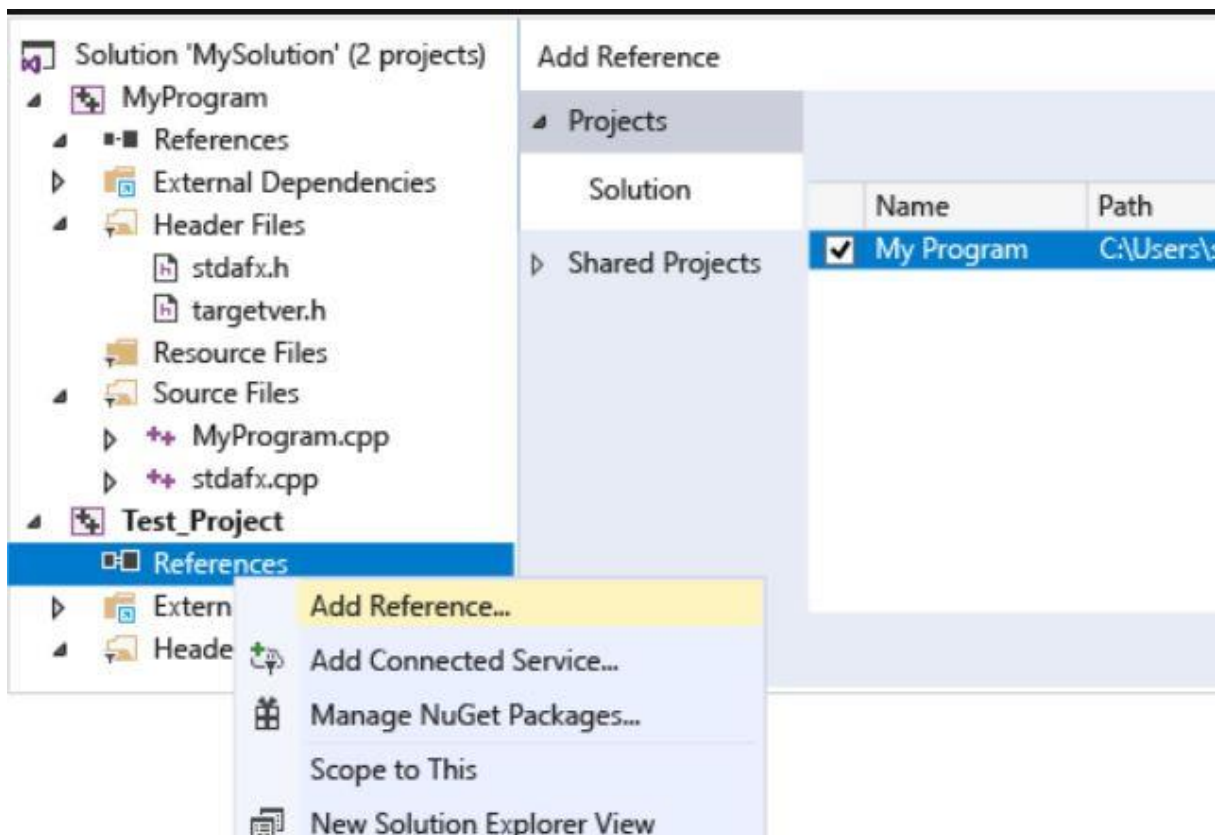 Solution 'MySolution' (2 projects)
MyProgram
References
External Dependencies
Header Files
stdafx.h
targetver.h
Resource Files
Source Files
MyProgram.cpp
stdafx.cpp
Test_Project
References
Extern
Heade
Add Reference...
Add Connected Service...
Manage NuGet Packages...
Scope to This
New Solution Explorer View
Add Reference
Projects
Solution
Shared Projects
Name Path
My Program C:\Users\s